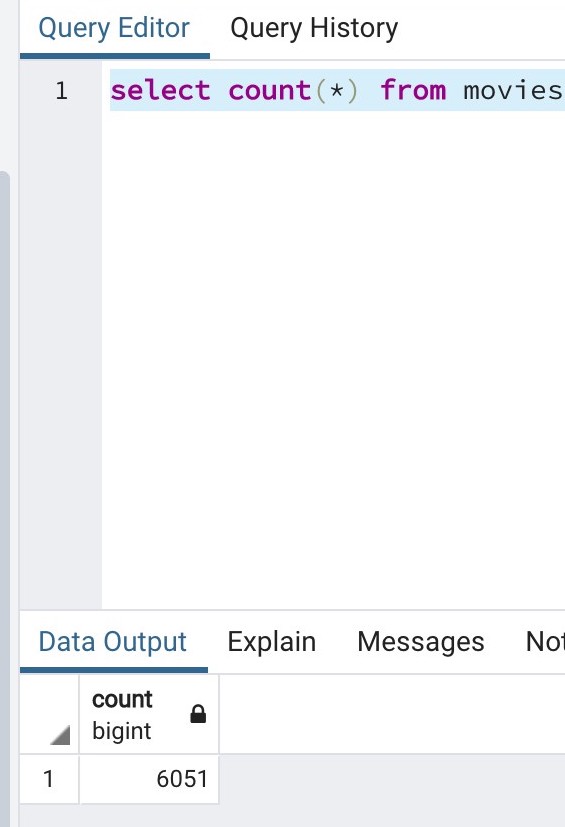 Query Editor Query History
1 select count(*) from movies
Data Output Explain Messages Not
count
bigint
1 6051